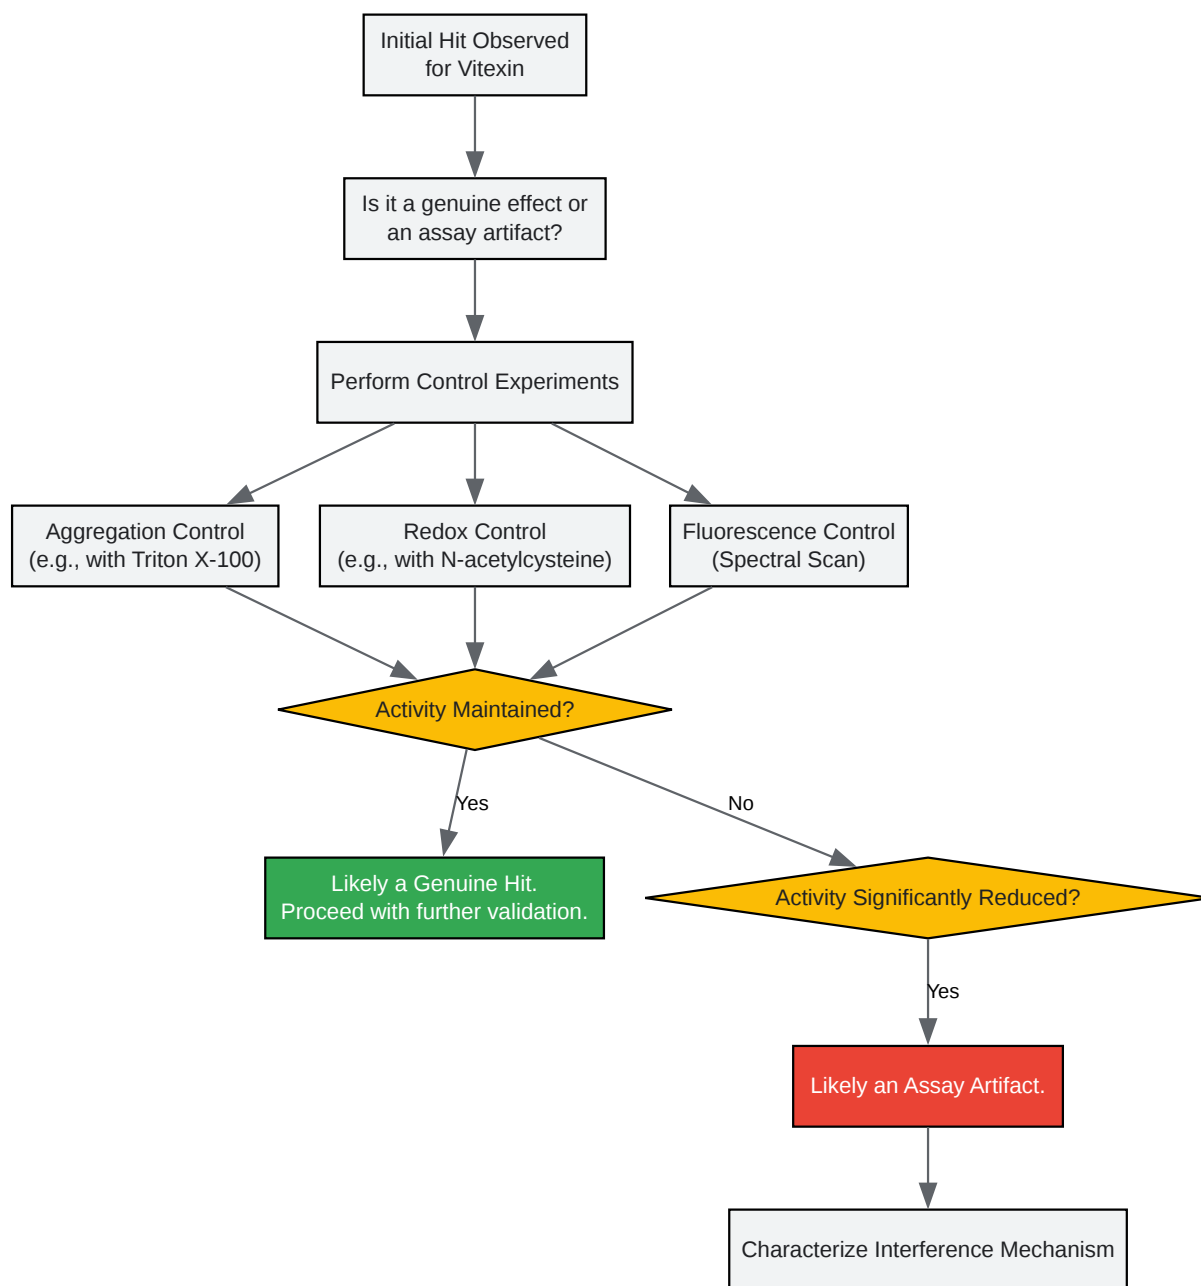 Initial Hit Observed
for Vitexin
Is it a genuine effect or
an assay artifact?
Perform Control Experiments
Aggregation Control
(e.g., with Triton X-100)
Redox Control
(e.g., with N-acetylcysteine)
Fluorescence Control
(Spectral Scan)
Activity Maintained?
Yes
No
Likely a Genuine Hit.
Proceed with further validation.
Activity Significantly Reduced?
Yes
Likely an Assay Artifact.
Characterize Interference Mechanism